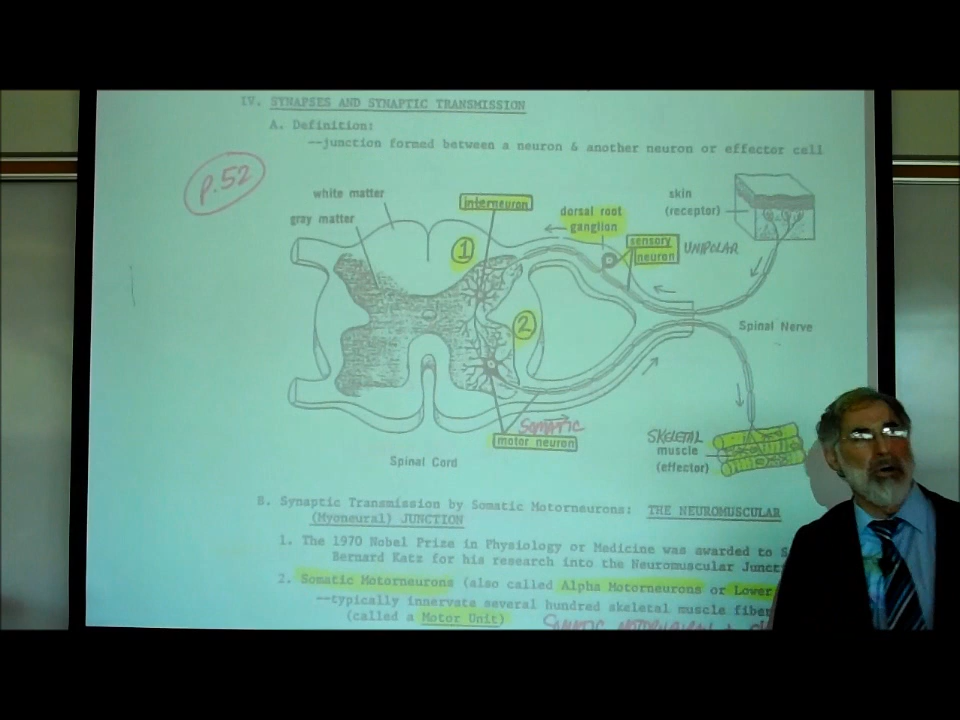 IV. SYNAPSES AND SYNAPTIC TRANSMISSION
A. Definition:
--junction formed between a neuron & another neuron or effector cell
p.52
white matter
gray matter
interneuron
dorsal root
ganglion
sensory
neuron
UNIPOLAR
skin
(receptor)
1
2
Spinal Nerve
SOMATIC
motor neuron
Spinal Cord
SKELETAL
muscle
(effector)
B. Synaptic Transmission by Somatic Motorneurons: THE NEUROMUSCULAR
(Myoneural) JUNCTION
1. The 1970 Nobel Prize in Physiology or Medicine was awarded to S
Bernard Katz for his research into the Neuromuscular Junct
2. Somatic Motorneurons (also called Alpha Motorneurons or Lower
--typically innervate several hundred skeletal muscle fiber
(called a Motor Unit)